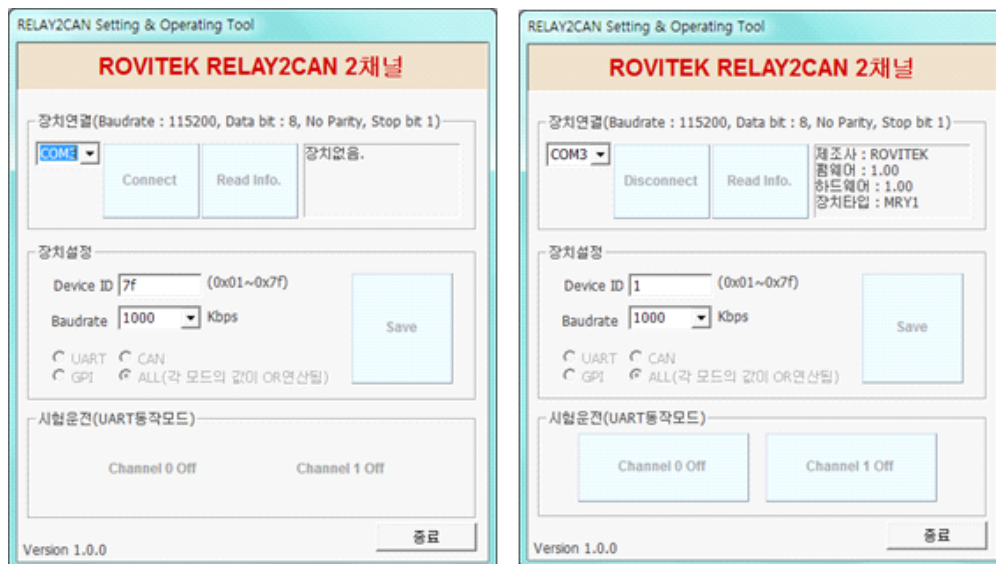 RELAY2CAN Setting & Operating Tool
ROVITEK RELAY2CAN 2채널
장치연결(Baudrate : 115200, Data bit : 8, No Parity, Stop bit 1)
COM3
Connect
Read Info.
장치없음.
장치설정
Device ID 7f (0x01~0x7f)
Baudrate 1000 Kbps
UART CAN
GPI ALL(각 모드의 값이 OR연산됨)
Save
시험운전(UART동작모드)
Channel 0 Off Channel 1 Off
Version 1.0.0
종료
RELAY2CAN Setting & Operating Tool
ROVITEK RELAY2CAN 2채널
장치연결(Baudrate : 115200, Data bit : 8, No Parity, Stop bit 1)
COM3
Disconnect
Read Info.
제조사 : ROVITEK
펌웨어 : 1.00
하드웨어 : 1.00
장치타입 : MRY1
장치설정
Device ID 1 (0x01~0x7f)
Baudrate 1000 Kbps
UART CAN
GPI ALL(각 모드의 값이 OR연산됨)
Save
시험운전(UART동작모드)
Channel 0 Off Channel 1 Off
Version 1.0.0
종료